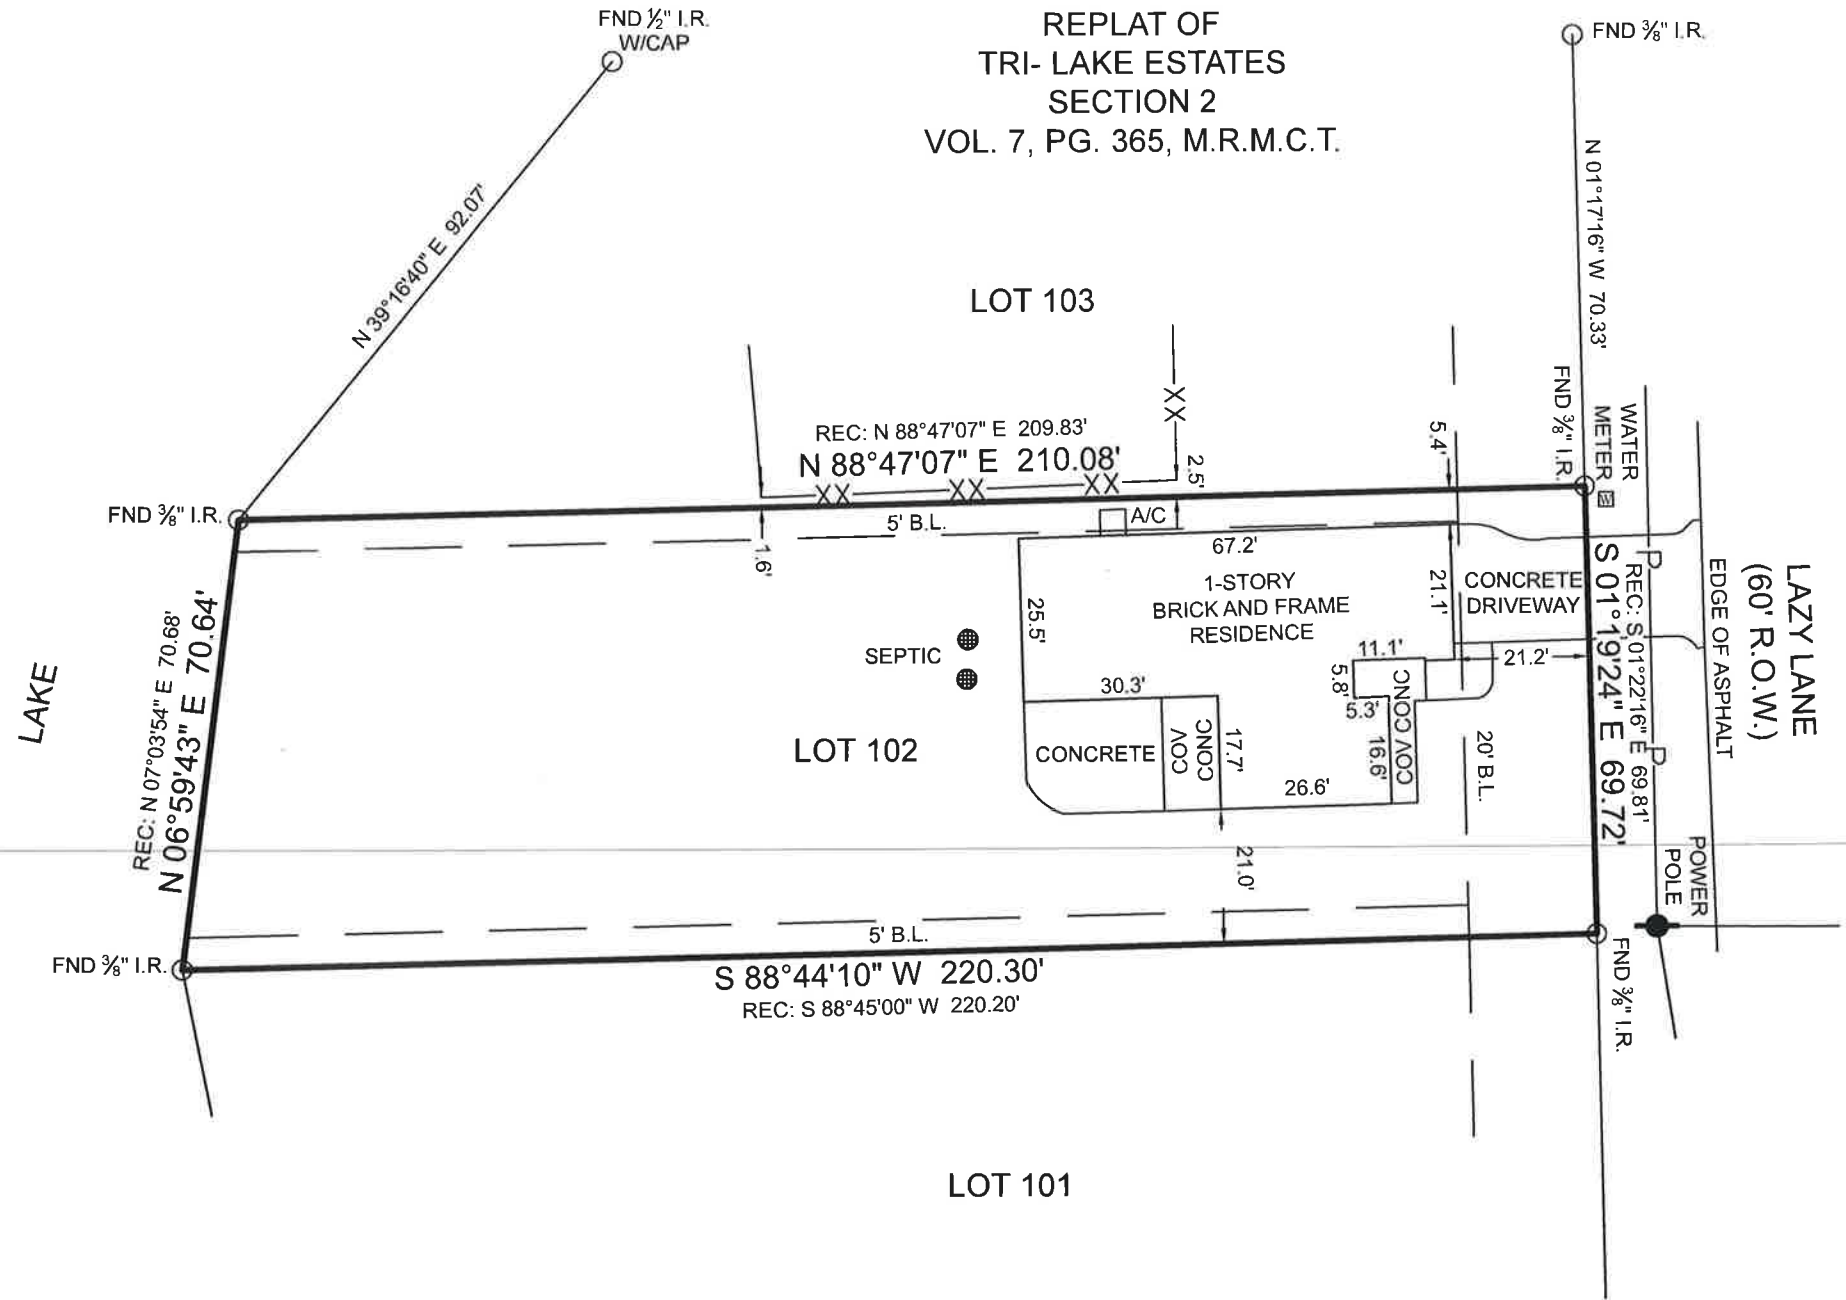 FND ½" I.R.
W/CAP
REPLAT OF
TRI- LAKE ESTATES
SECTION 2
VOL. 7, PG. 365, M.R.M.C.T.
FND ⅜" I.R.
N 39°16'40" E 92.07'
N 01°17'16" W 70.33'
LOT 103
FND ⅜" I.R.
WATER
METER
REC: N 88°47'07" E 209.83'
N 88°47'07" E 210.08'
2.5'
5.4'
XX
XX
XX
XX
FND ⅜" I.R.
5' B.L.
A/C
1.6'
67.2'
1-STORY
BRICK AND FRAME
RESIDENCE
25.5'
21.1'
CONCRETE
DRIVEWAY
P
P
S 01°19'24" E 69.72'
REC: S 01°22'16" E 69.81'
EDGE OF ASPHALT
LAZY LANE
(60' R.O.W.)
LAKE
REC: N 07°03'54" E 70.68'
N 06°59'43" E 70.64'
SEPTIC
11.1'
21.2'
5.8'
5.3'
30.3'
COV CONC
16.6'
LOT 102
CONCRETE
COV
CONC
17.7'
26.6'
20' B.L.
21.0'
POWER
POLE
5' B.L.
FND ⅜" I.R.
S 88°44'10" W 220.30'
REC: S 88°45'00" W 220.20'
FND ⅜" I.R.
LOT 101